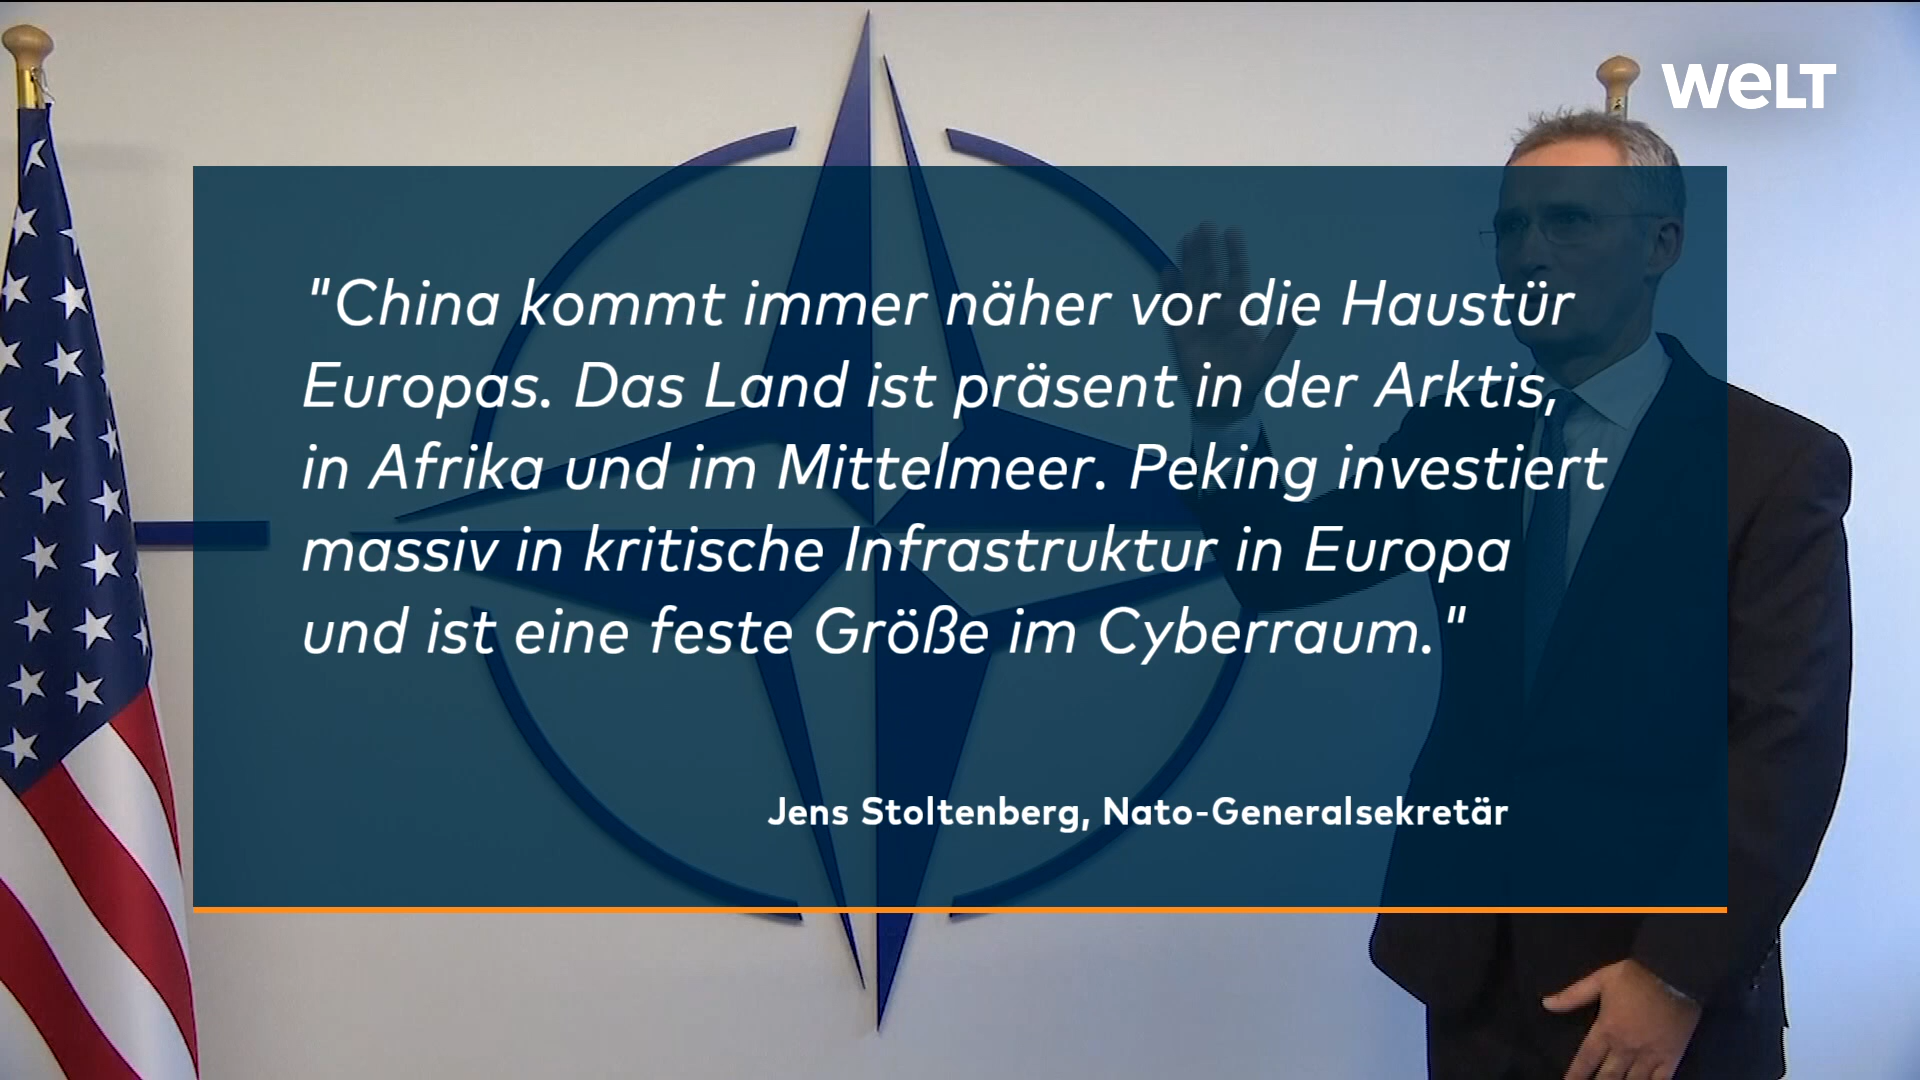 WELT
"China kommt immer näher vor die Haustür
Europas. Das Land ist präsent in der Arktis,
in Afrika und im Mittelmeer. Peking investiert
massiv in kritische Infrastruktur in Europa
und ist eine feste Größe im Cyberraum."
Jens Stoltenberg, Nato-Generalsekretär